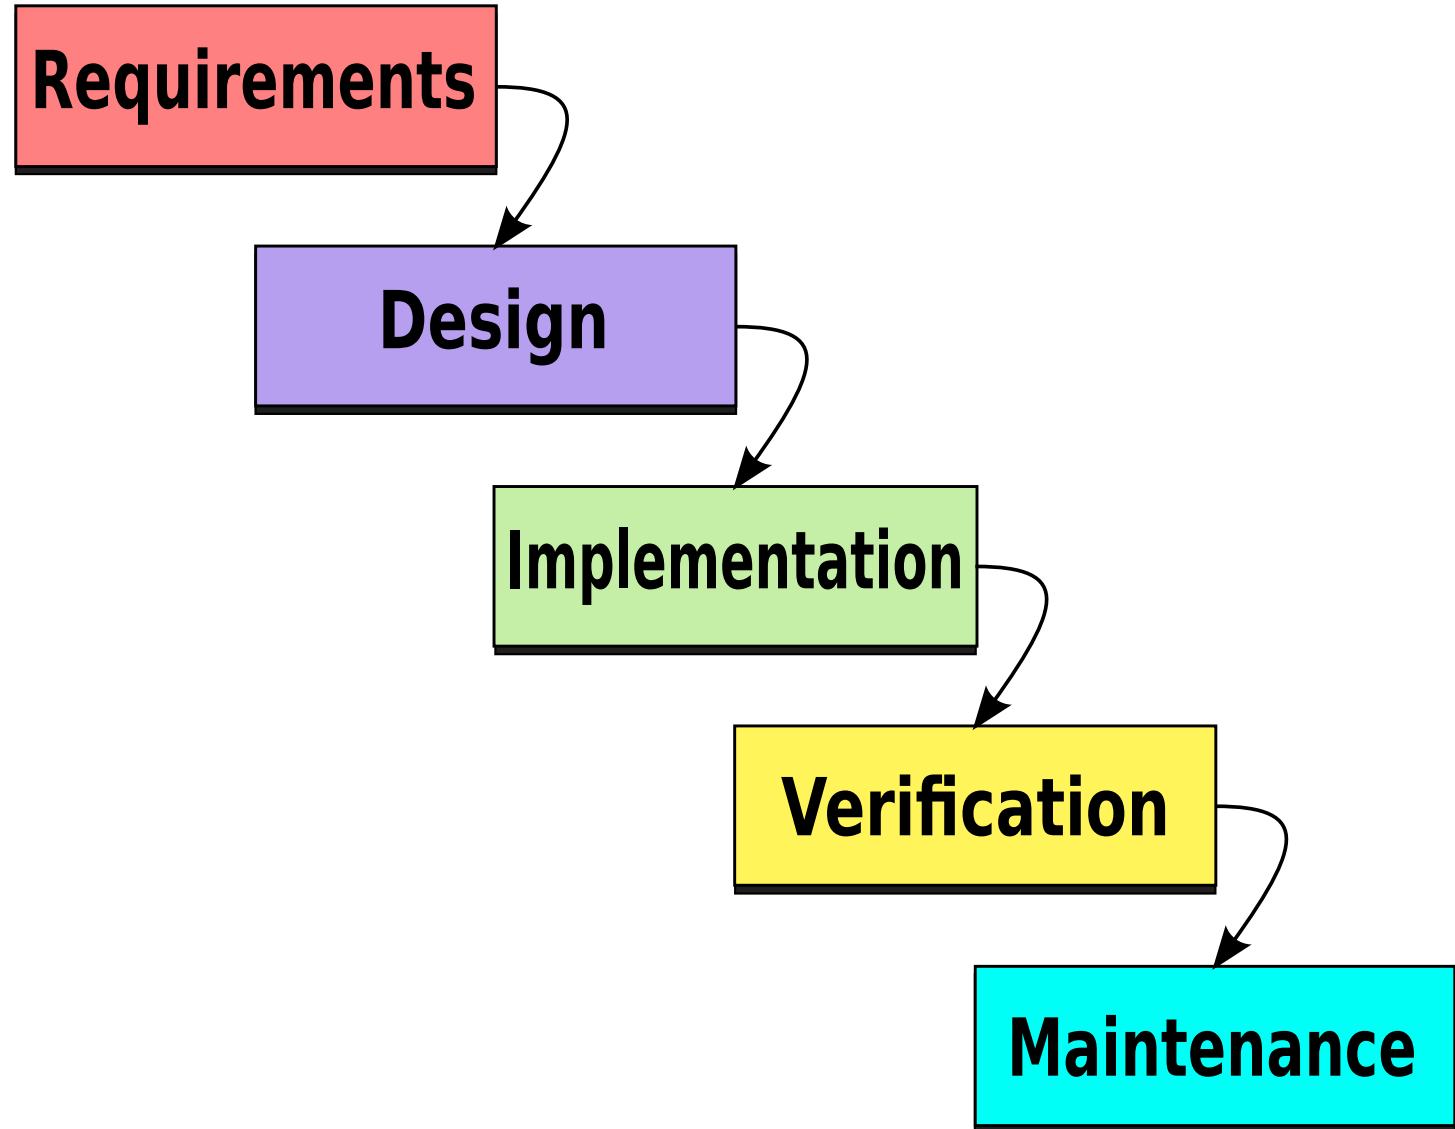 Requirements
Design
Implementation
Verification
Maintenance